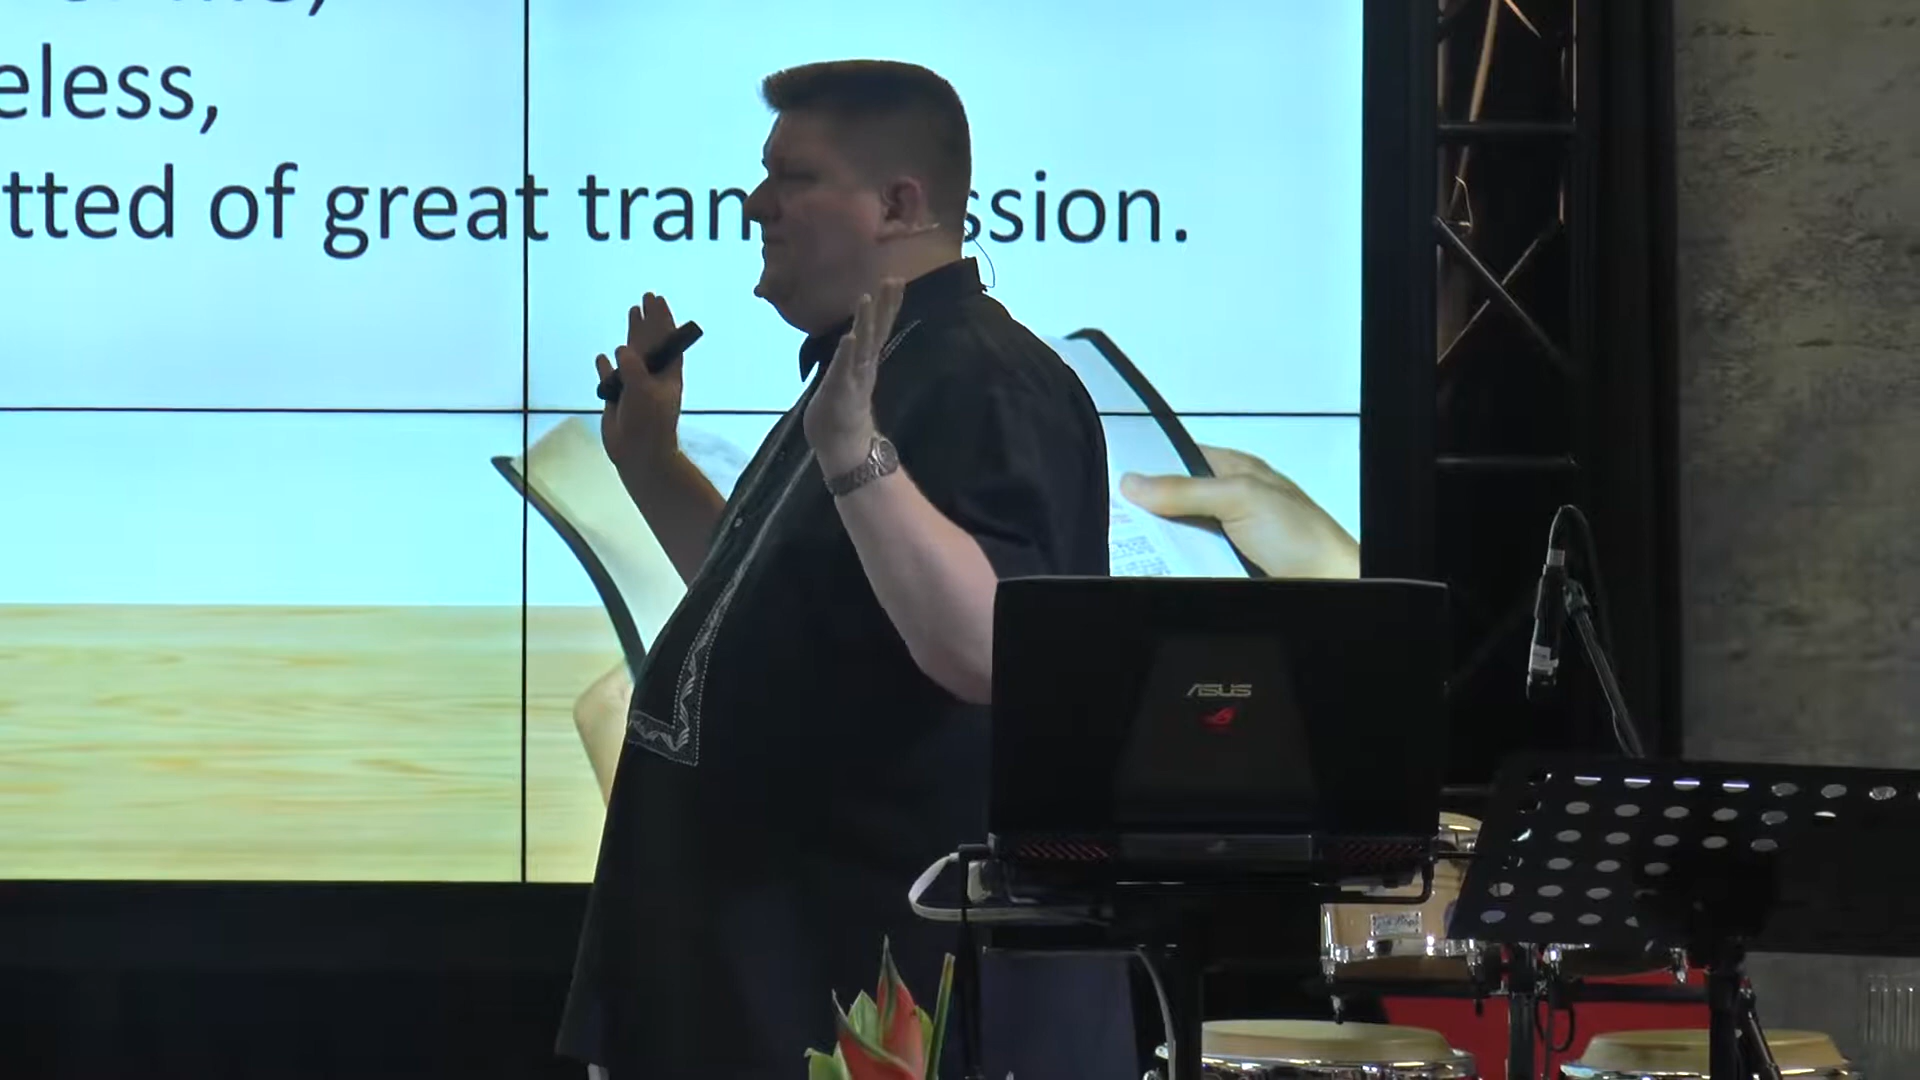 eless,
tted of great tran ssion.
ASUS